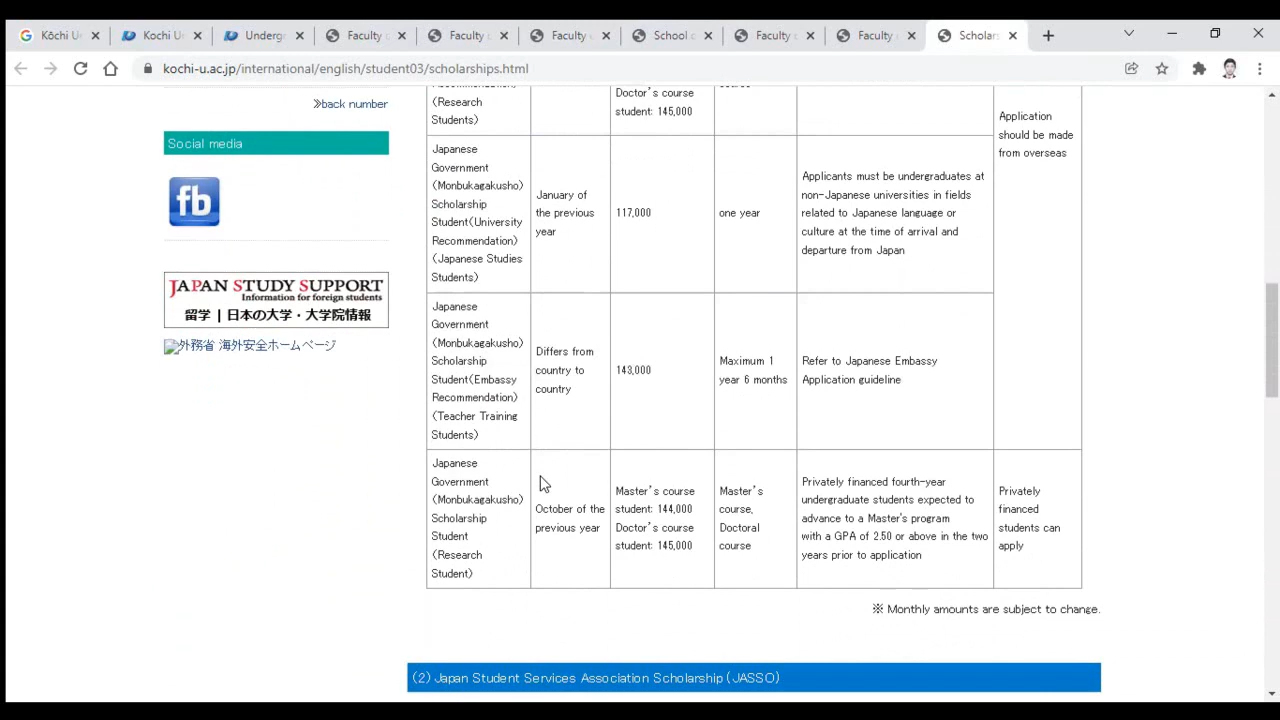 Kōchi U
Kochi U
Underg
Faculty
Faculty
Faculty
School o
Faculty
Faculty
Scholars
kochi-u.ac.jp/international/english/student03/scholarships.html
≫back number
Social media
fb
JAPAN STUDY SUPPORT
Information for foreign students
留学 | 日本の大学・大学院情報
外務省 海外安全ホームページ
(Research
Students)
Doctor's course
student: 145,000
Application
should be made
from overseas
Japanese
Government
(Monbukagakusho)
Scholarship
Student(University
Recommendation)
(Japanese Studies
Students)
January of
the previous
year
117,000
one year
Applicants must be undergraduates at
non-Japanese universities in fields
related to Japanese language or
culture at the time of arrival and
departure from Japan
Japanese
Government
(Monbukagakusho)
Scholarship
Student(Embassy
Recommendation)
(Teacher Training
Students)
Differs from
country to
country
143,000
Maximum 1
year 6 months
Refer to Japanese Embassy
Application guideline
Japanese
Government
(Monbukagakusho)
Scholarship
Student
(Research
Student)
October of the
previous year
Master's course
student: 144,000
Doctor's course
student: 145,000
Master's
course,
Doctoral
course
Privately financed fourth-year
undergraduate students expected to
advance to a Master's program
with a GPA of 2.50 or above in the two
years prior to application
Privately
financed
students can
apply
※ Monthly amounts are subject to change.
(2) Japan Student Services Association Scholarship (JASSO)